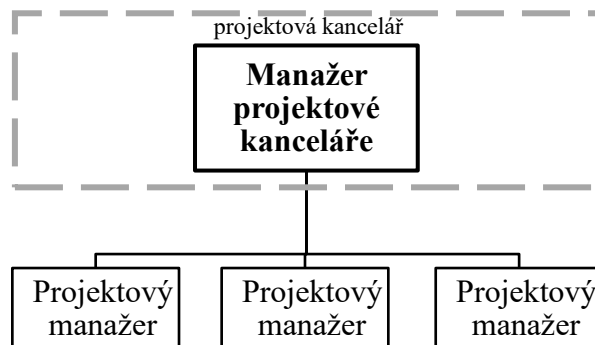 projektová kancelář
Manažer
projektové
kanceláře
Projektový
manažer
Projektový
manažer
Projektový
manažer